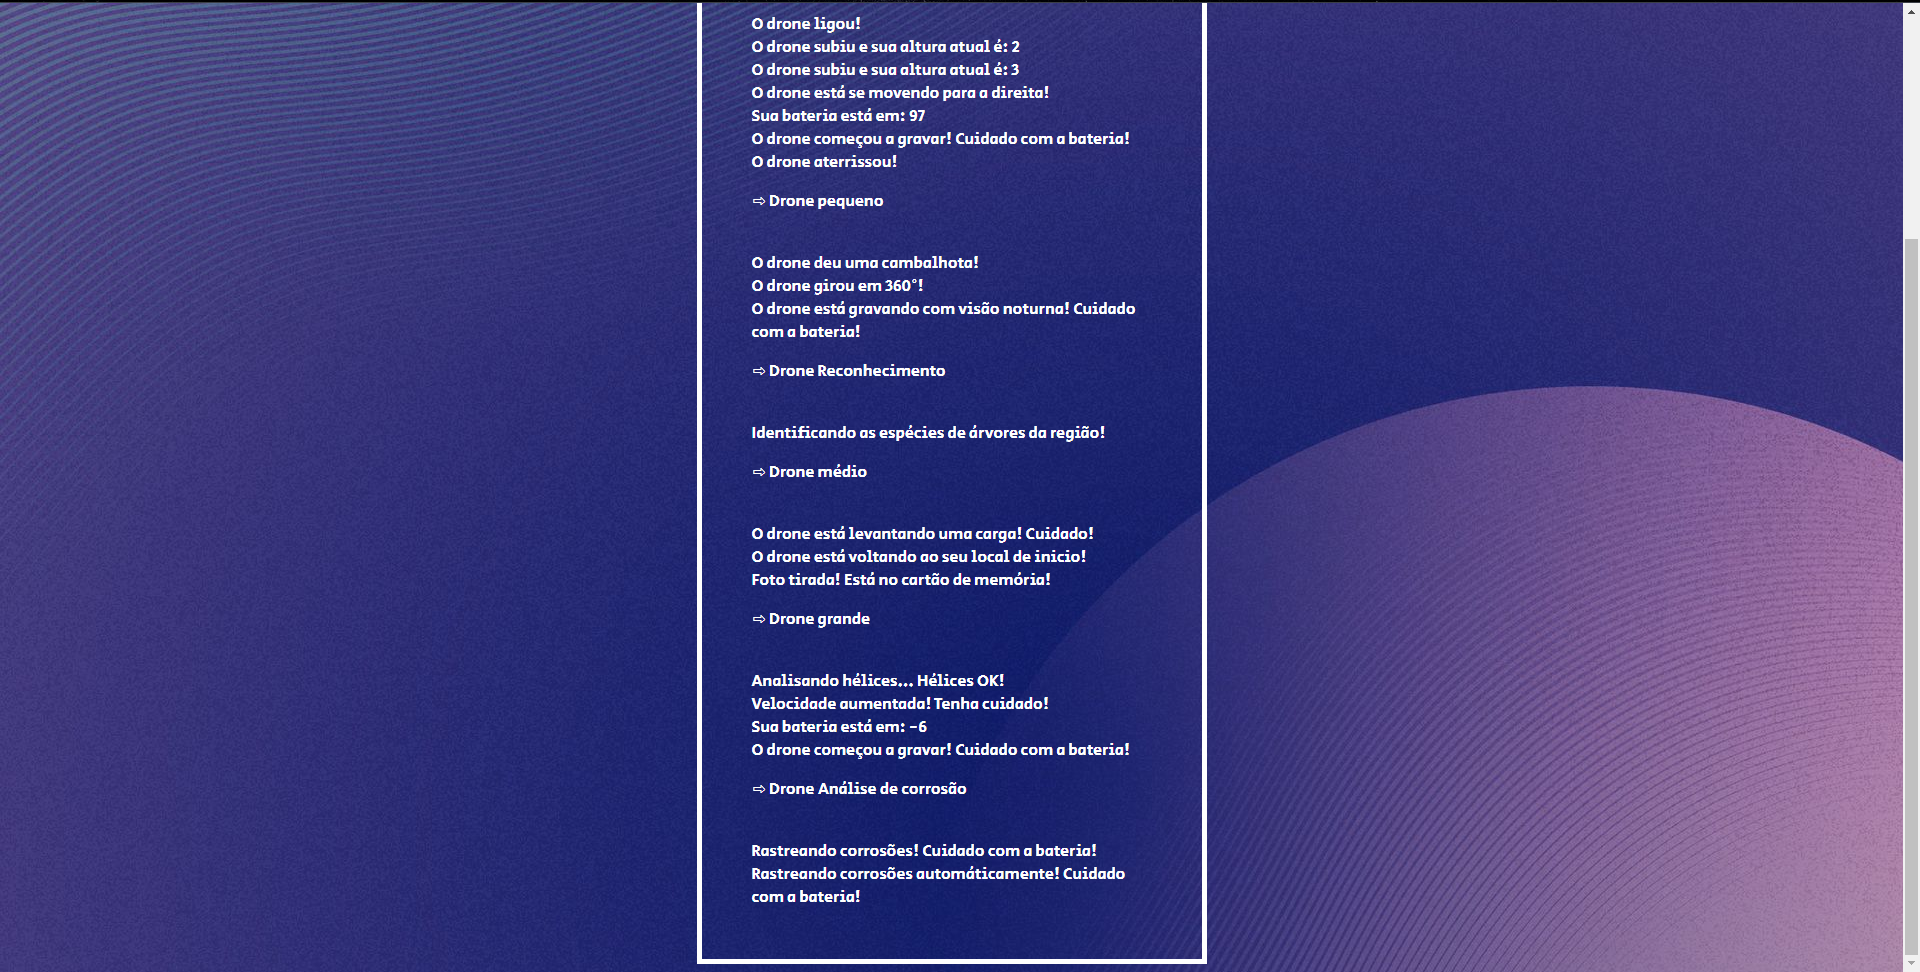 O drone ligou!
O drone subiu e sua altura atual é: 2
O drone subiu e sua altura atual é: 3
O drone está se movendo para a direita!
Sua bateria está em: 97
O drone começou a gravar! Cuidado com a bateria!
O drone aterrissou!
⇨ Drone pequeno
O drone deu uma cambalhota!
O drone girou em 360°!
O drone está gravando com visão noturna! Cuidado
com a bateria!
⇨ Drone Reconhecimento
Identificando as espécies de árvores da região!
⇨ Drone médio
O drone está levantando uma carga! Cuidado!
O drone está voltando ao seu local de inicio!
Foto tirada! Está no cartão de memória!
⇨ Drone grande
Analisando hélices... Hélices OK!
Velocidade aumentada! Tenha cuidado!
Sua bateria está em: -6
O drone começou a gravar! Cuidado com a bateria!
⇨ Drone Análise de corrosão
Rastreando corrosões! Cuidado com a bateria!
Rastreando corrosões automáticamente! Cuidado
com a bateria!